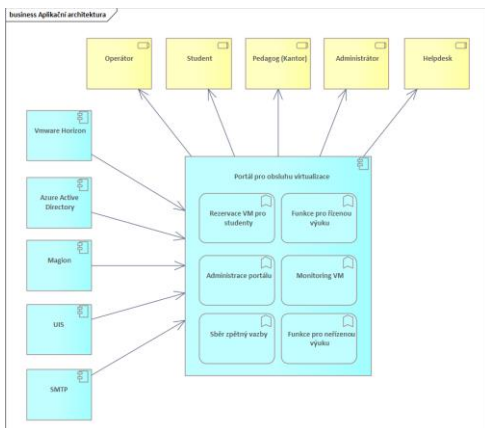 business Aplikační architektura
Operátor
Student
Pedagog (Kantor)
Administrátor
Helpdesk
Vmware Horizon
Azure Active
Directory
Magion
UIS
SMTP
Portál pro obsluhu virtualizace
Rezervace VM pro
studenty
Funkce pro řízenou
výuku
Administrace portálu
Monitoring VM
Sběr zpětný vazby
Funkce pro neřízenou
výuku